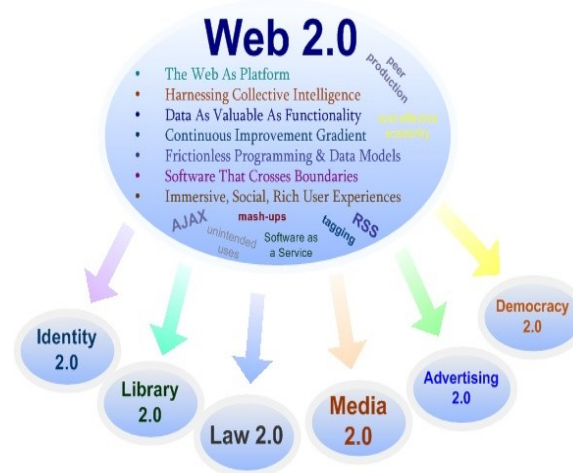 Web 2.0
peer
production
• The Web As Platform
• Harnessing Collective Intelligence
• Data As Valuable As Functionality
• Continuous Improvement Gradient
• Frictionless Programming & Data Models
• Software That Crosses Boundaries
• Immersive, Social, Rich User Experiences
AJAX
unintended
uses
mash-ups
Software as
a Service
tagging
RSS
Identity
2.0
Library
2.0
Law 2.0
Media
2.0
Advertising
2.0
Democracy
2.0